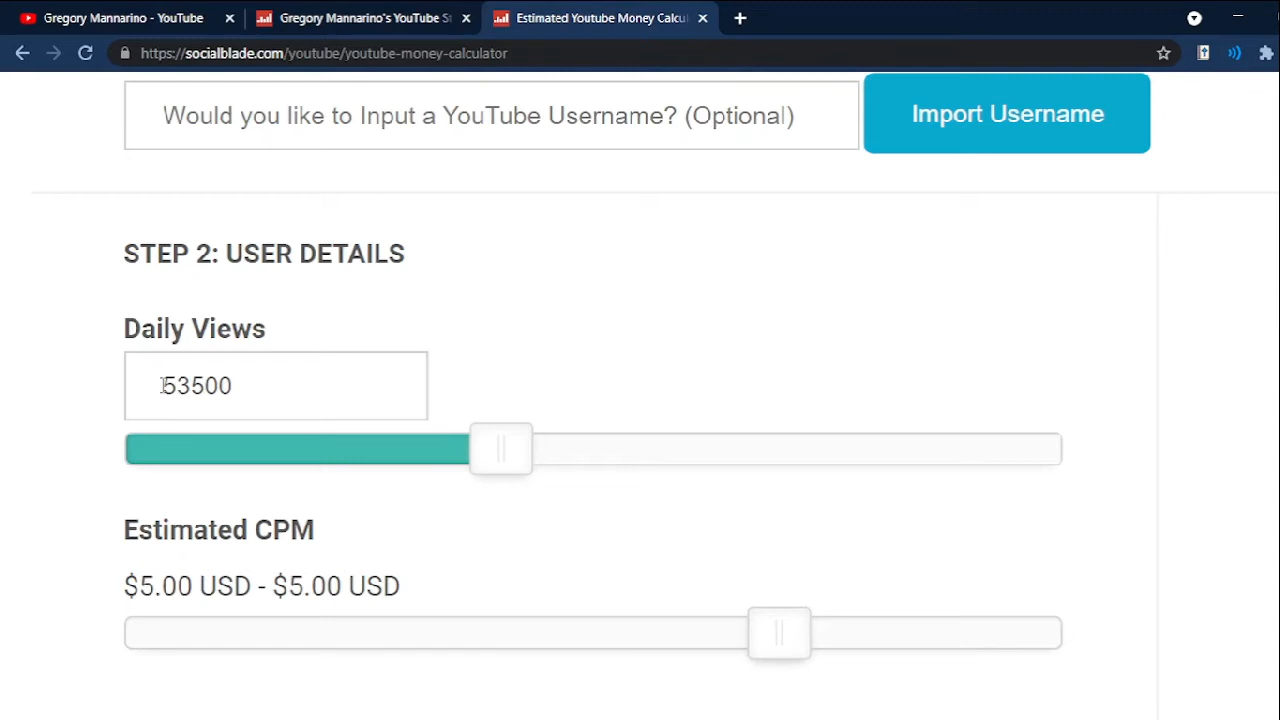 Gregory Mannarino - YouTube
Gregory Mannarino's YouTube St
Estimated Youtube Money Calcu
https://socialblade.com/youtube/youtube-money-calculator
Would you like to Input a YouTube Username? (Optional)
Import Username
STEP 2: USER DETAILS
Daily Views
53500
Estimated CPM
$5.00 USD - $5.00 USD